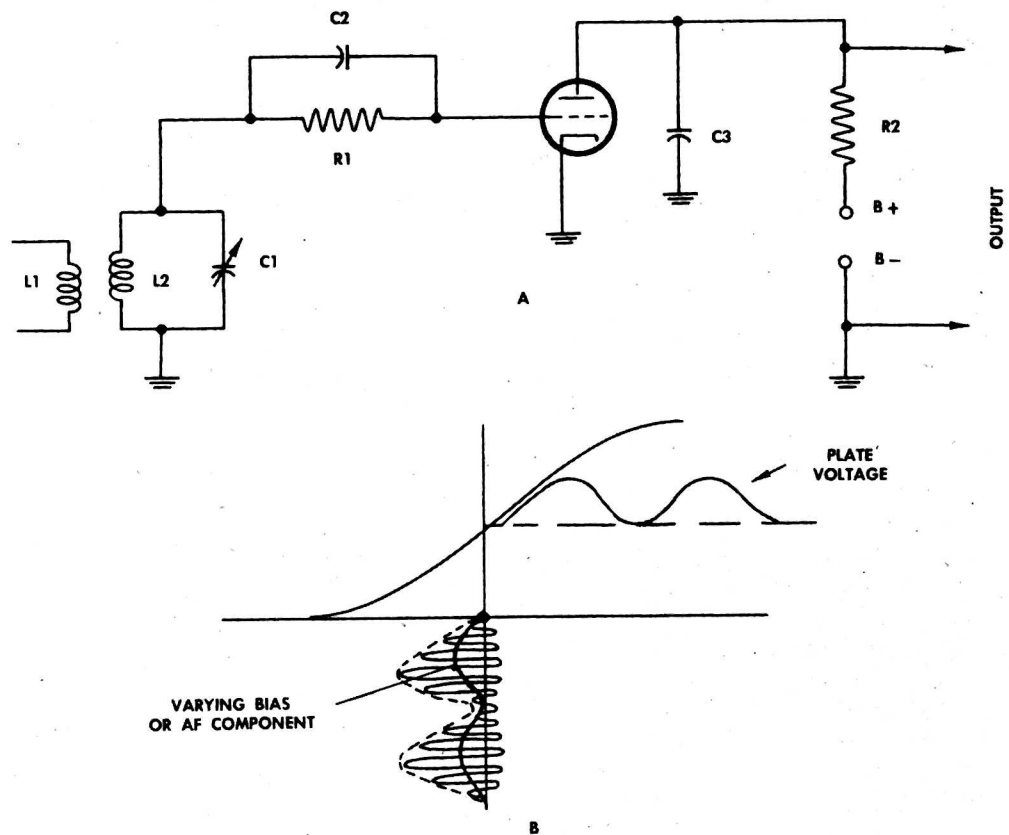 C2
R1
C3
R2
B +
B −
OUTPUT
L1
L2
C1
A
PLATE
VOLTAGE
VARYING BIAS
OR AF COMPONENT
B